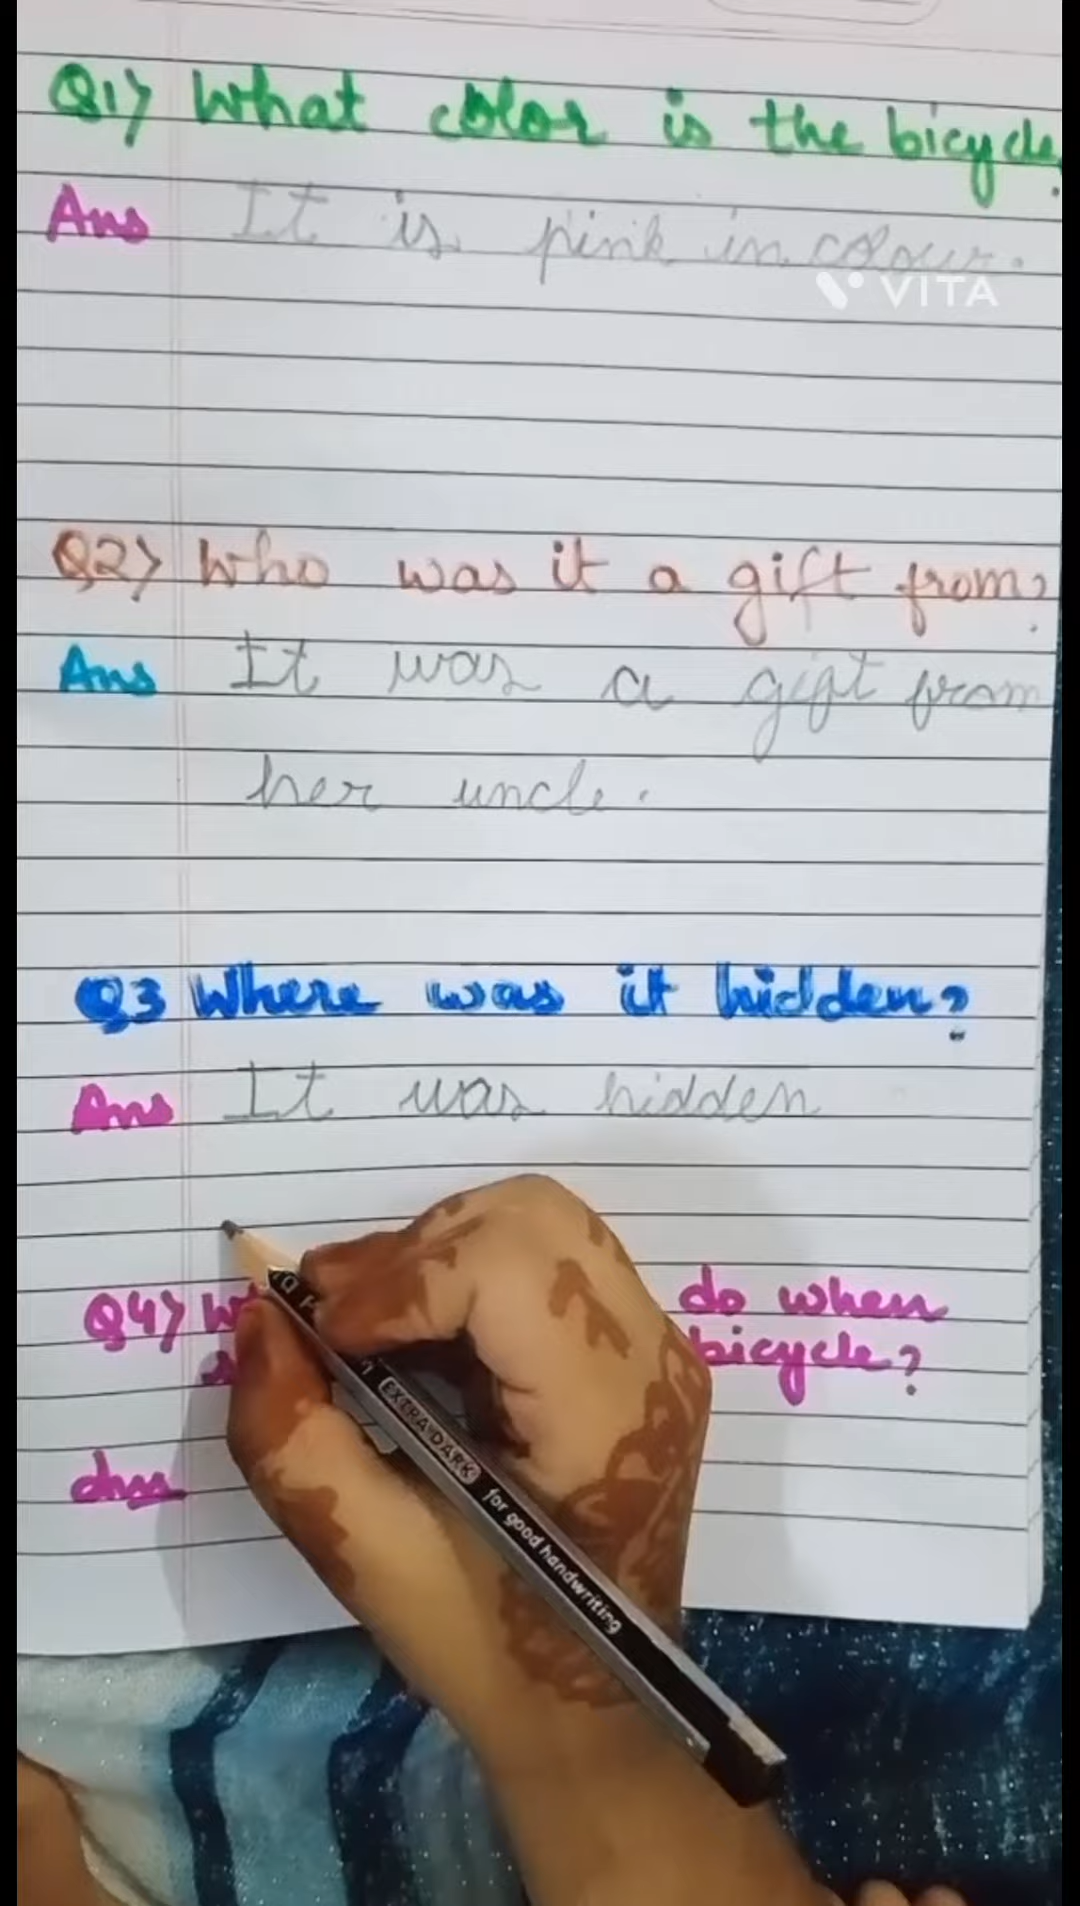 Q1> What color is the bicycle?
Ans It is pink in colour.
VITA
Q2> Who was it a gift from?
Ans It was a gift from
her uncle.
Q3 Where was it hidden?
Ans It was hidden
Q4> do when
bicycle?
Ans
EXTRA DARK for good handwriting